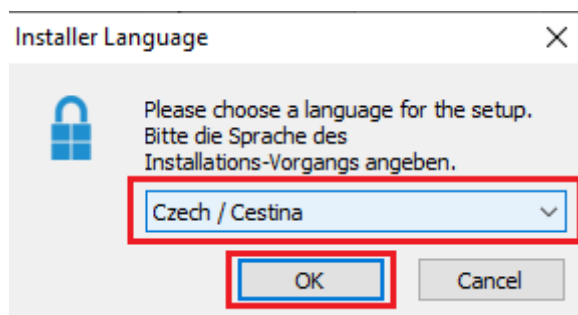 Installer Language
Please choose a language for the setup.
Bitte die Sprache des
Installations-Vorgangs angeben.
Czech / Cestina
OK
Cancel